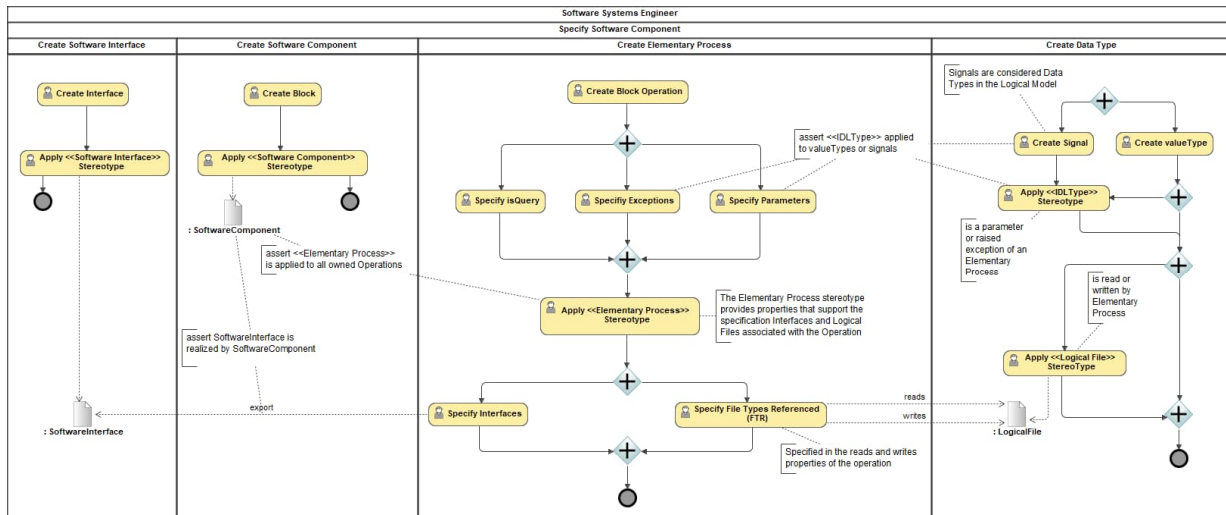 Software Systems Engineer
Specify Software Component
Create Software Interface
Create Software Component
Create Elementary Process
Create Data Type
Create Interface
Apply <<Software Interface>>
Stereotype
: SoftwareInterface
Create Block
Apply <<Software Component>>
Stereotype
: SoftwareComponent
assert <<Elementary Process>>
is applied to all owned Operations
assert SoftwareInterface is
realized by SoftwareComponent
export
Create Block Operation
Specify isQuery
Specifiy Exceptions
Specify Parameters
assert <<IDLType>> applied
to valueTypes or signals
Apply <<Elementary Process>>
Stereotype
The Elementary Process stereotype
provides properties that support the
specification Interfaces and Logical
Files associated with the Operation
Specify Interfaces
Specify File Types Referenced
(FTR)
Specified in the reads and writes
properties of the operation
reads
writes
Signals are considered Data
Types in the Logical Model
Create Signal
Create valueType
Apply <<IDLType>>
Stereotype
is a parameter
or raised
exception of an
Elementary
Process
is read or
written by
Elementary
Process
Apply <<Logical File>>
StereoType
: LogicalFile